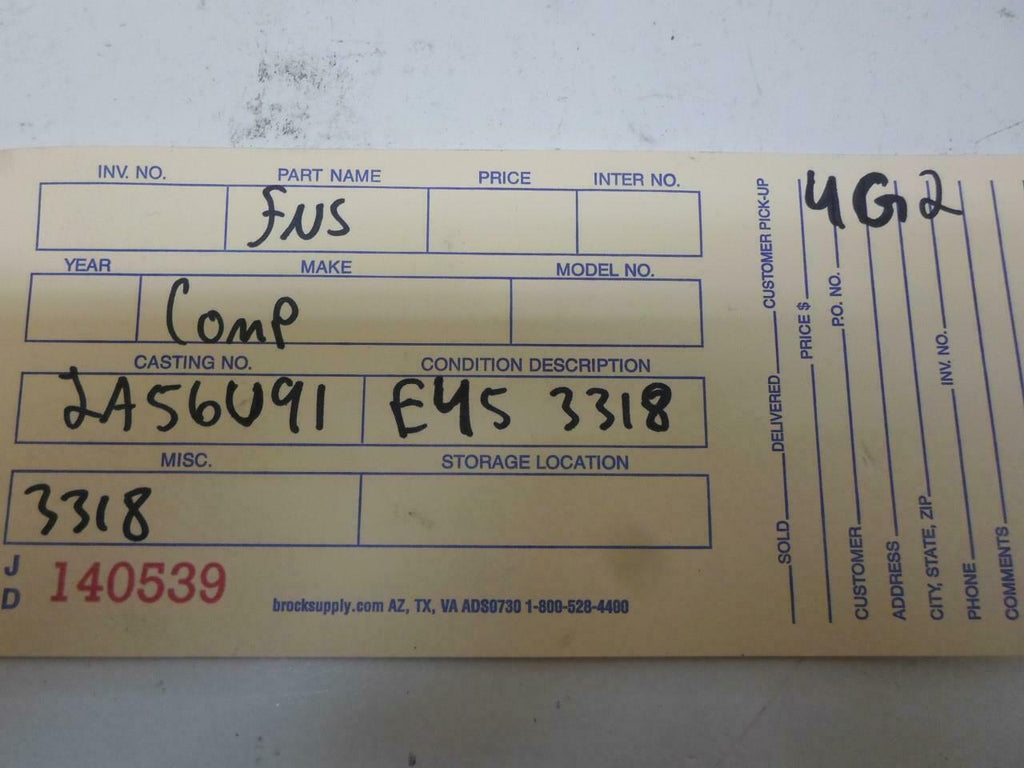 INV. NO. PART NAME PRICE INTER NO.
FNS
YEAR MAKE MODEL NO.
Comp
CASTING NO. CONDITION DESCRIPTION
2A56U91 E45 3318
MISC. STORAGE LOCATION
3318
J D 140539
brocksupply.com AZ, TX, VA ADS0730 1-800-528-4400
SOLD DELIVERED CUSTOMER PICK-UP
PRICE $
CUSTOMER P.O. NO.
ADDRESS
CITY, STATE, ZIP INV. NO.
PHONE
COMMENTS
4G2